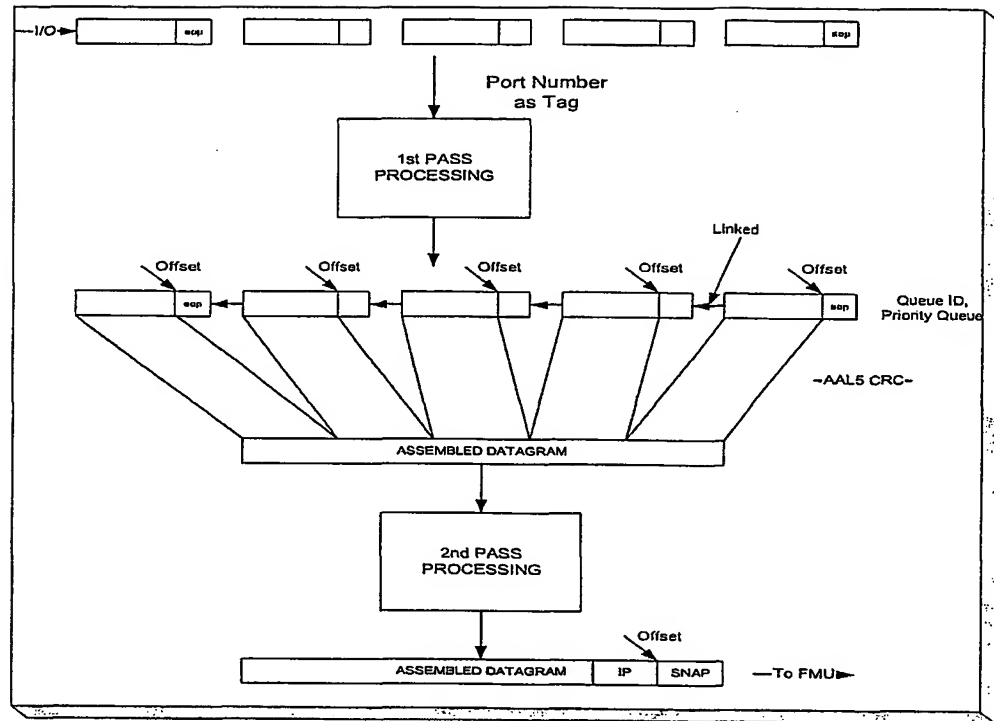 I/O
eop
sop
Port Number
as Tag
1st PASS
PROCESSING
Linked
Offset
Offset
Offset
Offset
Offset
eop
sop
Queue ID,
Priority Queue
-AAL5 CRC-
ASSEMBLED DATAGRAM
2nd PASS
PROCESSING
Offset
ASSEMBLED DATAGRAM
IP
SNAP
To FMU